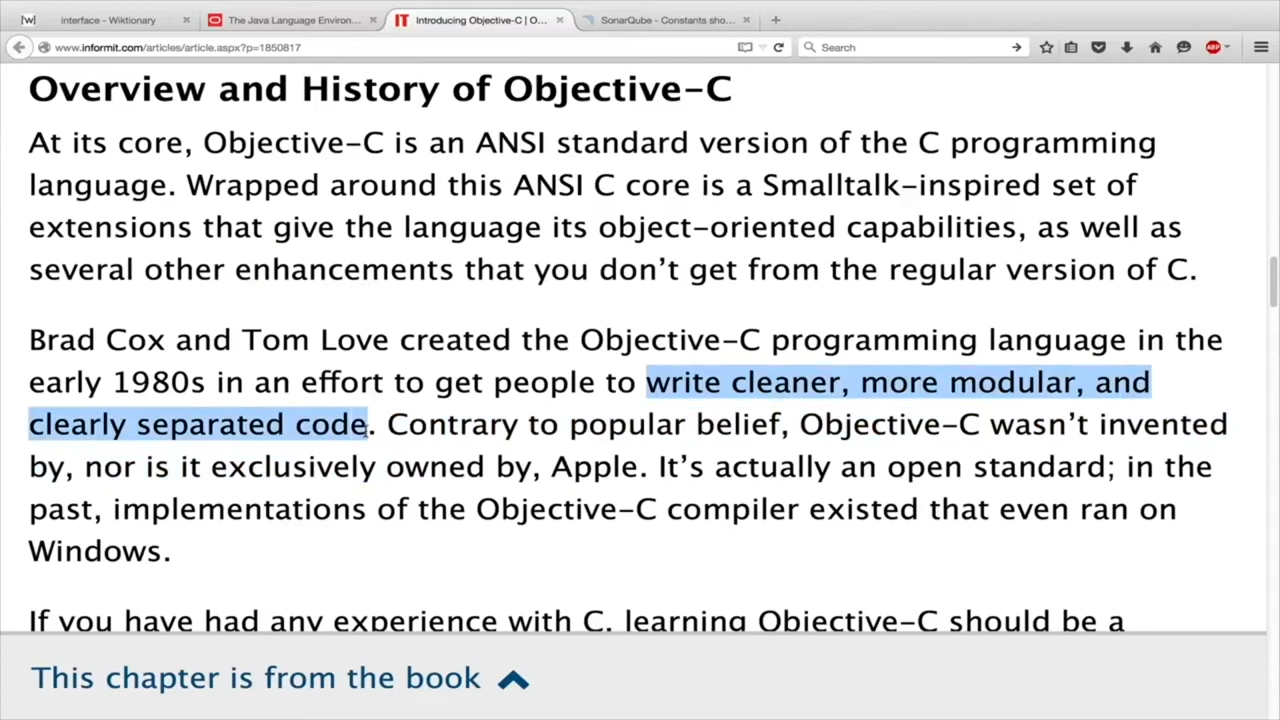 [w] interface - Wiktionary × The Java Language Environ... × IT Introducing Objective-C | O... × SonarQube - Constants sho... × +
www.informit.com/articles/article.aspx?p=1850817 Search ABP
Overview and History of Objective-C
At its core, Objective-C is an ANSI standard version of the C programming
language. Wrapped around this ANSI C core is a Smalltalk-inspired set of
extensions that give the language its object-oriented capabilities, as well as
several other enhancements that you don’t get from the regular version of C.
Brad Cox and Tom Love created the Objective-C programming language in the
early 1980s in an effort to get people to write cleaner, more modular, and
clearly separated code. Contrary to popular belief, Objective-C wasn’t invented
by, nor is it exclusively owned by, Apple. It’s actually an open standard; in the
past, implementations of the Objective-C compiler existed that even ran on
Windows.
If you have had any experience with C, learning Objective-C should be a
This chapter is from the book